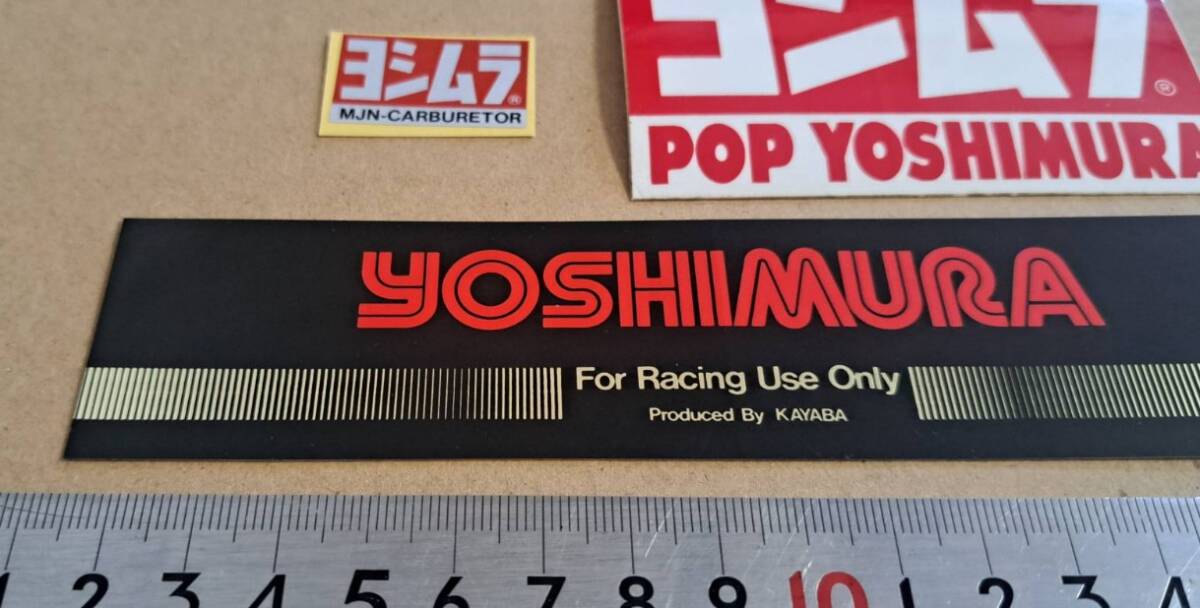 ヨシムラ®
MJN-CARBURETOR
ヨシムラ®
POP YOSHIMURA
YOSHIMURA
For Racing Use Only
Produced By KAYABA
1 2 3 4 5 6 7 8 9 10 1 2 3 4